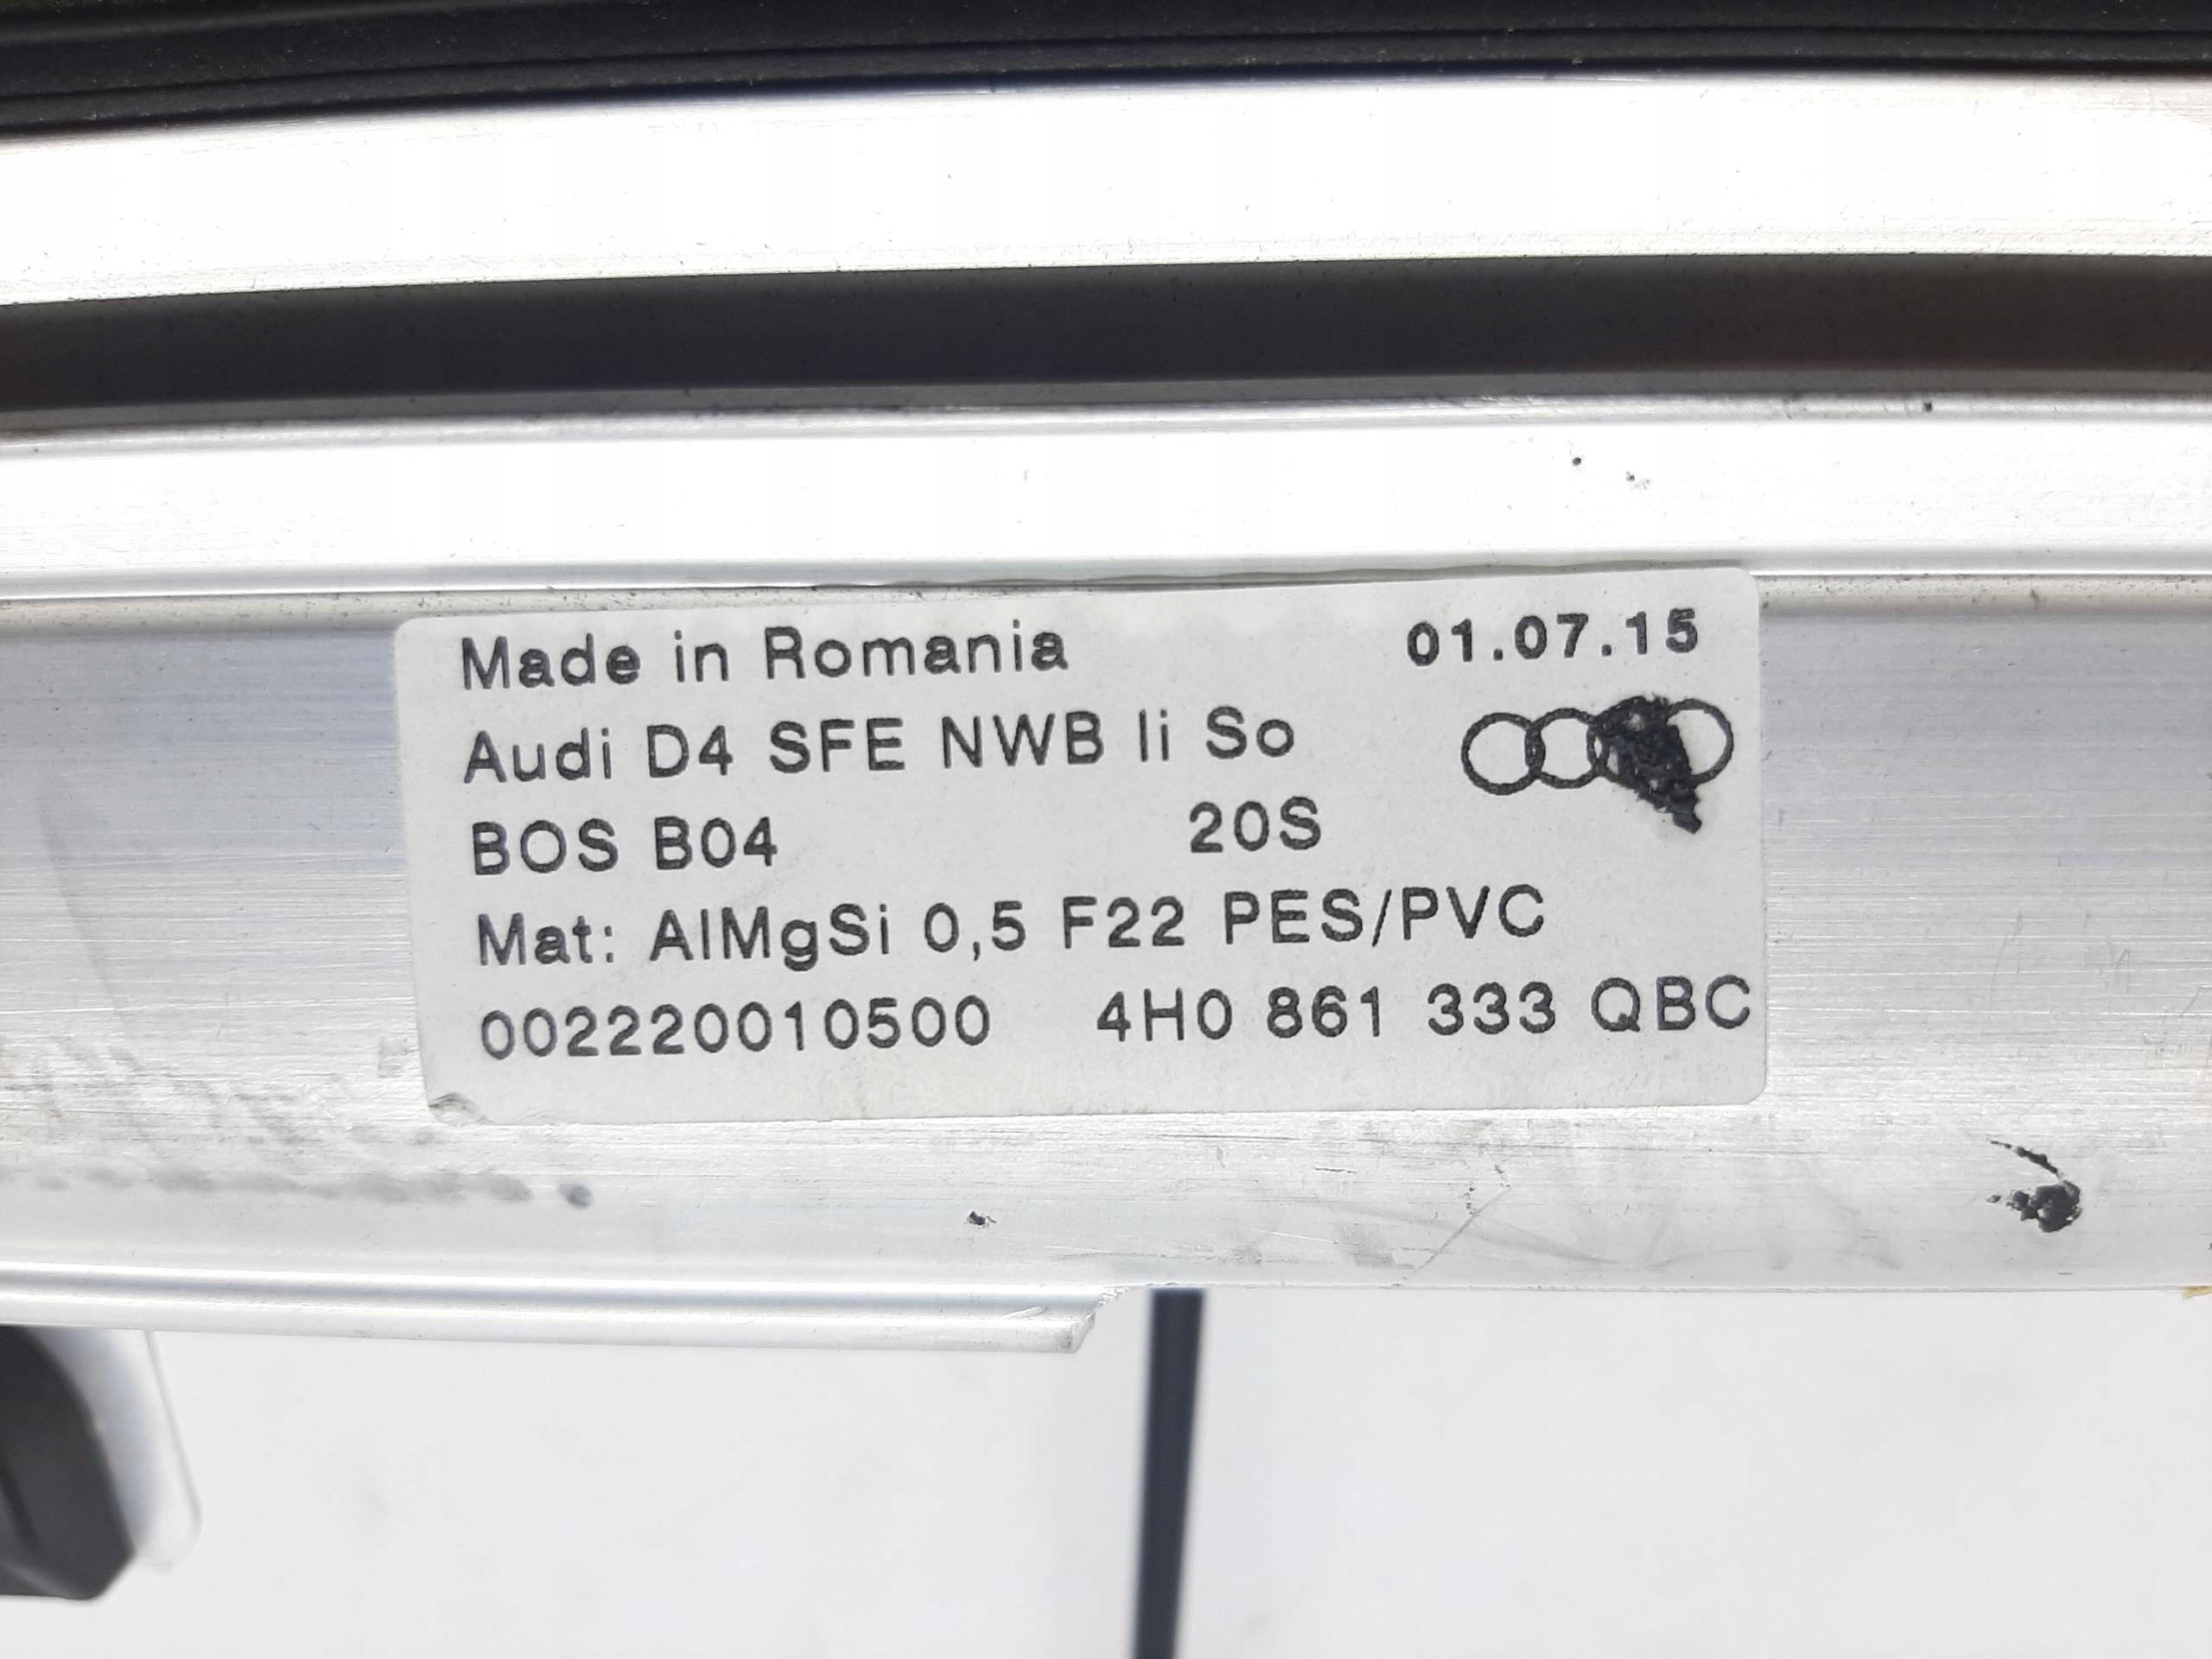 Made in Romania 01.07.15
Audi D4 SFE NWB li So
BOS B04 20S
Mat: AlMgSi 0,5 F22 PES/PVC
002220010500 4H0 861 333 QBC